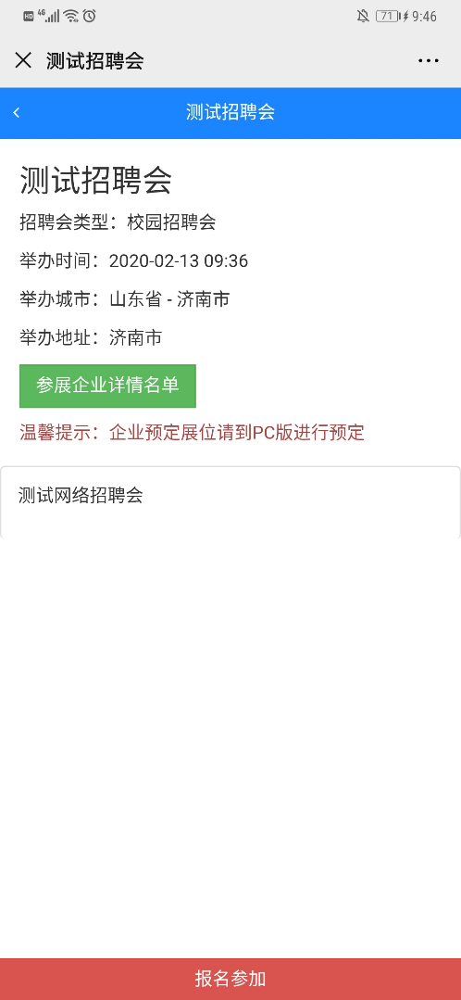 HD 4G 71 9:46
测试招聘会
测试招聘会
测试招聘会
招聘会类型：校园招聘会
举办时间：2020-02-13 09:36
举办城市：山东省 - 济南市
举办地址：济南市
参展企业详情名单
温馨提示：企业预定展位请到PC版进行预定
测试网络招聘会
报名参加